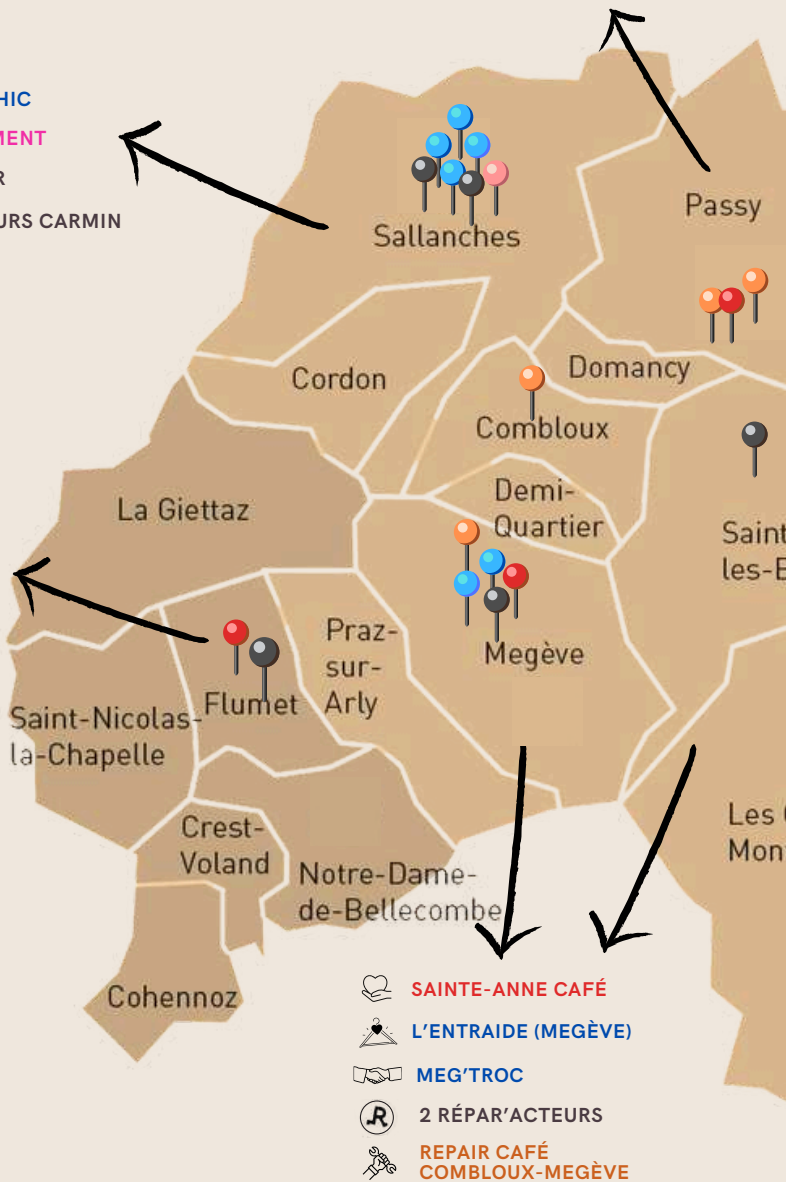 HIC
MENT
R
URS CARMIN
Passy
Sallanches
Domancy
Cordon
Combloux
Demi-
Quartier
La Giettaz
Saint
les-B
Praz-
sur-
Arly
Megève
Flumet
Saint-Nicolas-
la-Chapelle
Les
Mon
Crest-
Voland
Notre-Dame-
de-Bellecombe
Cohennoz
SAINTE-ANNE CAFÉ
L'ENTRAIDE (MEGÈVE)
MEG'TROC
R
2 RÉPAR'ACTEURS
REPAIR CAFÉ
COMBLOUX-MEGÈVE